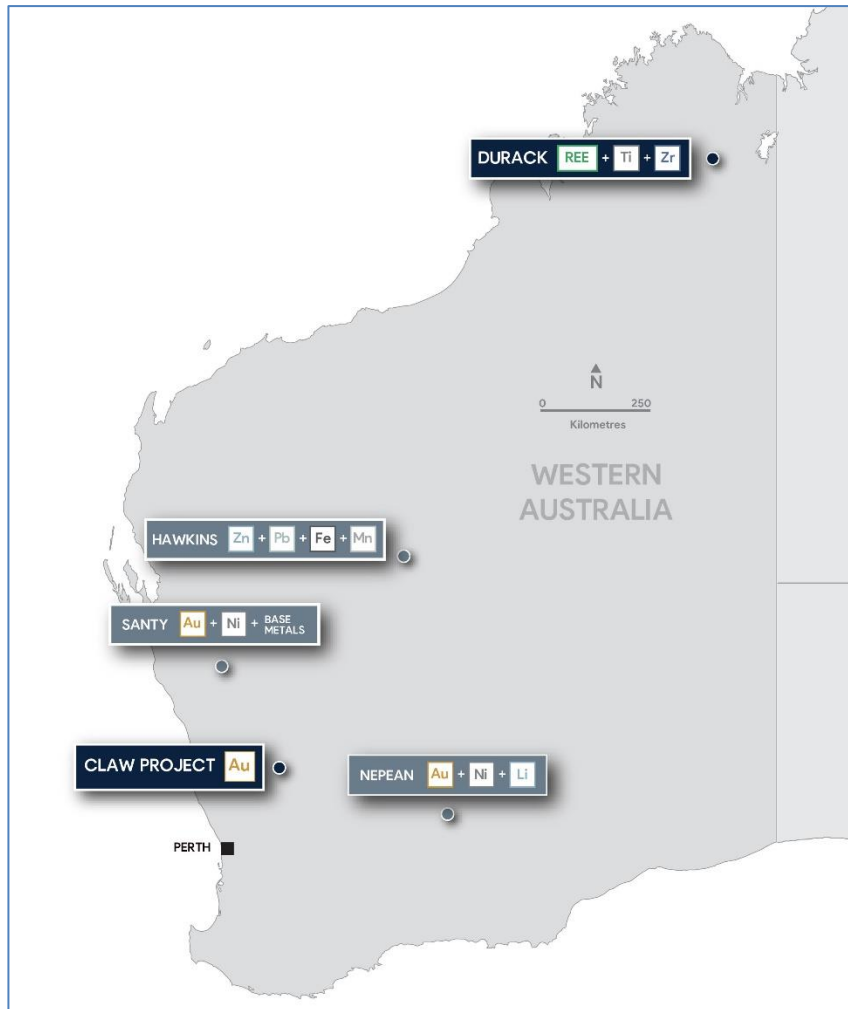 DURACK REE + Ti + Zr
N
0 250
Kilometres
WESTERN
AUSTRALIA
HAWKINS Zn + Pb + Fe + Mn
SANTY Au + Ni + BASE
METALS
CLAW PROJECT Au
NEPEAN Au + Ni + Li
PERTH